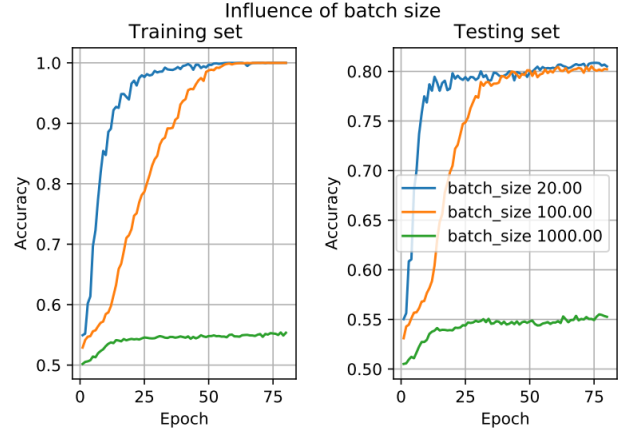 Influence of batch size
Training set
Testing set
Accuracy
1.0
0.9
0.8
0.7
0.6
0.5
0
25
50
75
Epoch
Accuracy
0.80
0.75
0.70
0.65
0.60
0.55
0.50
0
25
50
75
Epoch
batch_size 20.00
batch_size 100.00
batch_size 1000.00